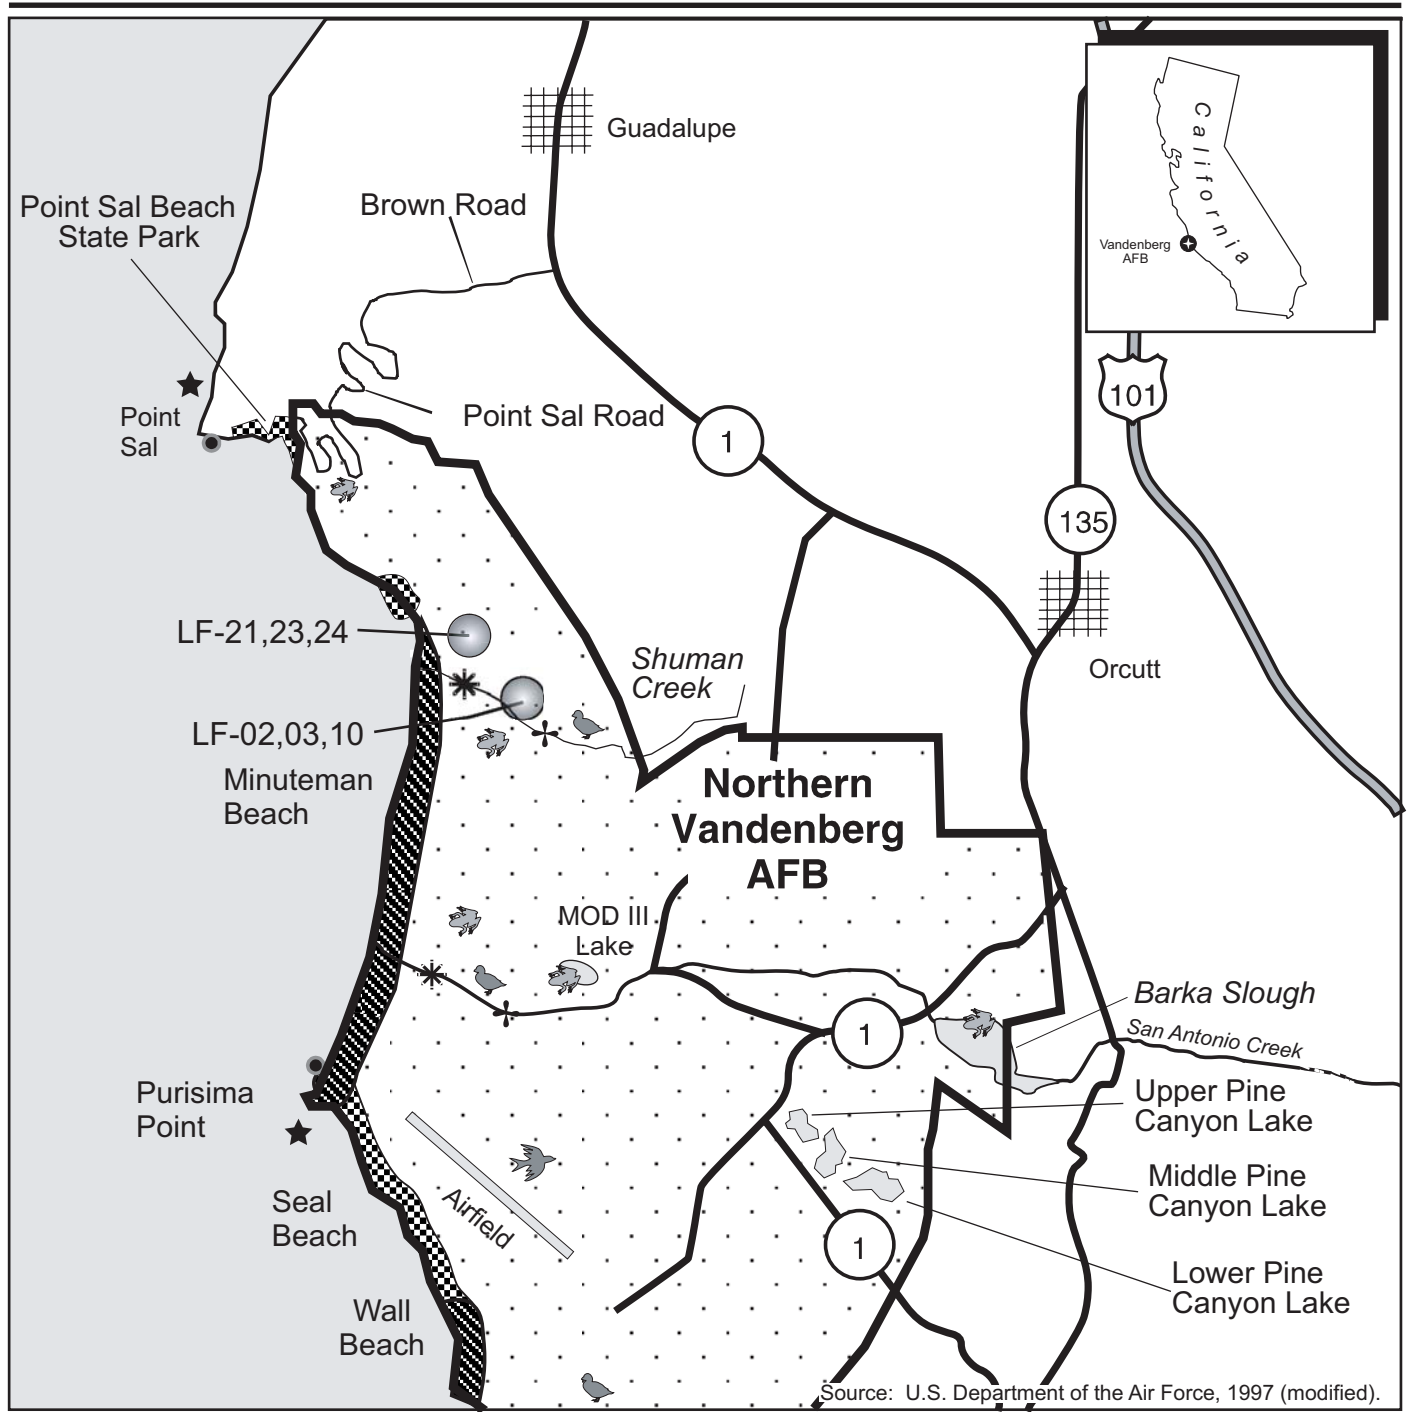 Guadalupe
California
Vandenberg
AFB
Point Sal Beach
State Park
Brown Road
101
Point
Sal
Point Sal Road
1
135
LF-21,23,24
Shuman
Creek
Orcutt
LF-02,03,10
Minuteman
Beach
Northern
Vandenberg
AFB
MOD III
Lake
Barka Slough
1
San Antonio Creek
Purisima
Point
Upper Pine
Canyon Lake
Middle Pine
Canyon Lake
Seal
Beach
Airfield
1
Lower Pine
Canyon Lake
Wall
Beach
Source: U.S. Department of the Air Force, 1997 (modified).